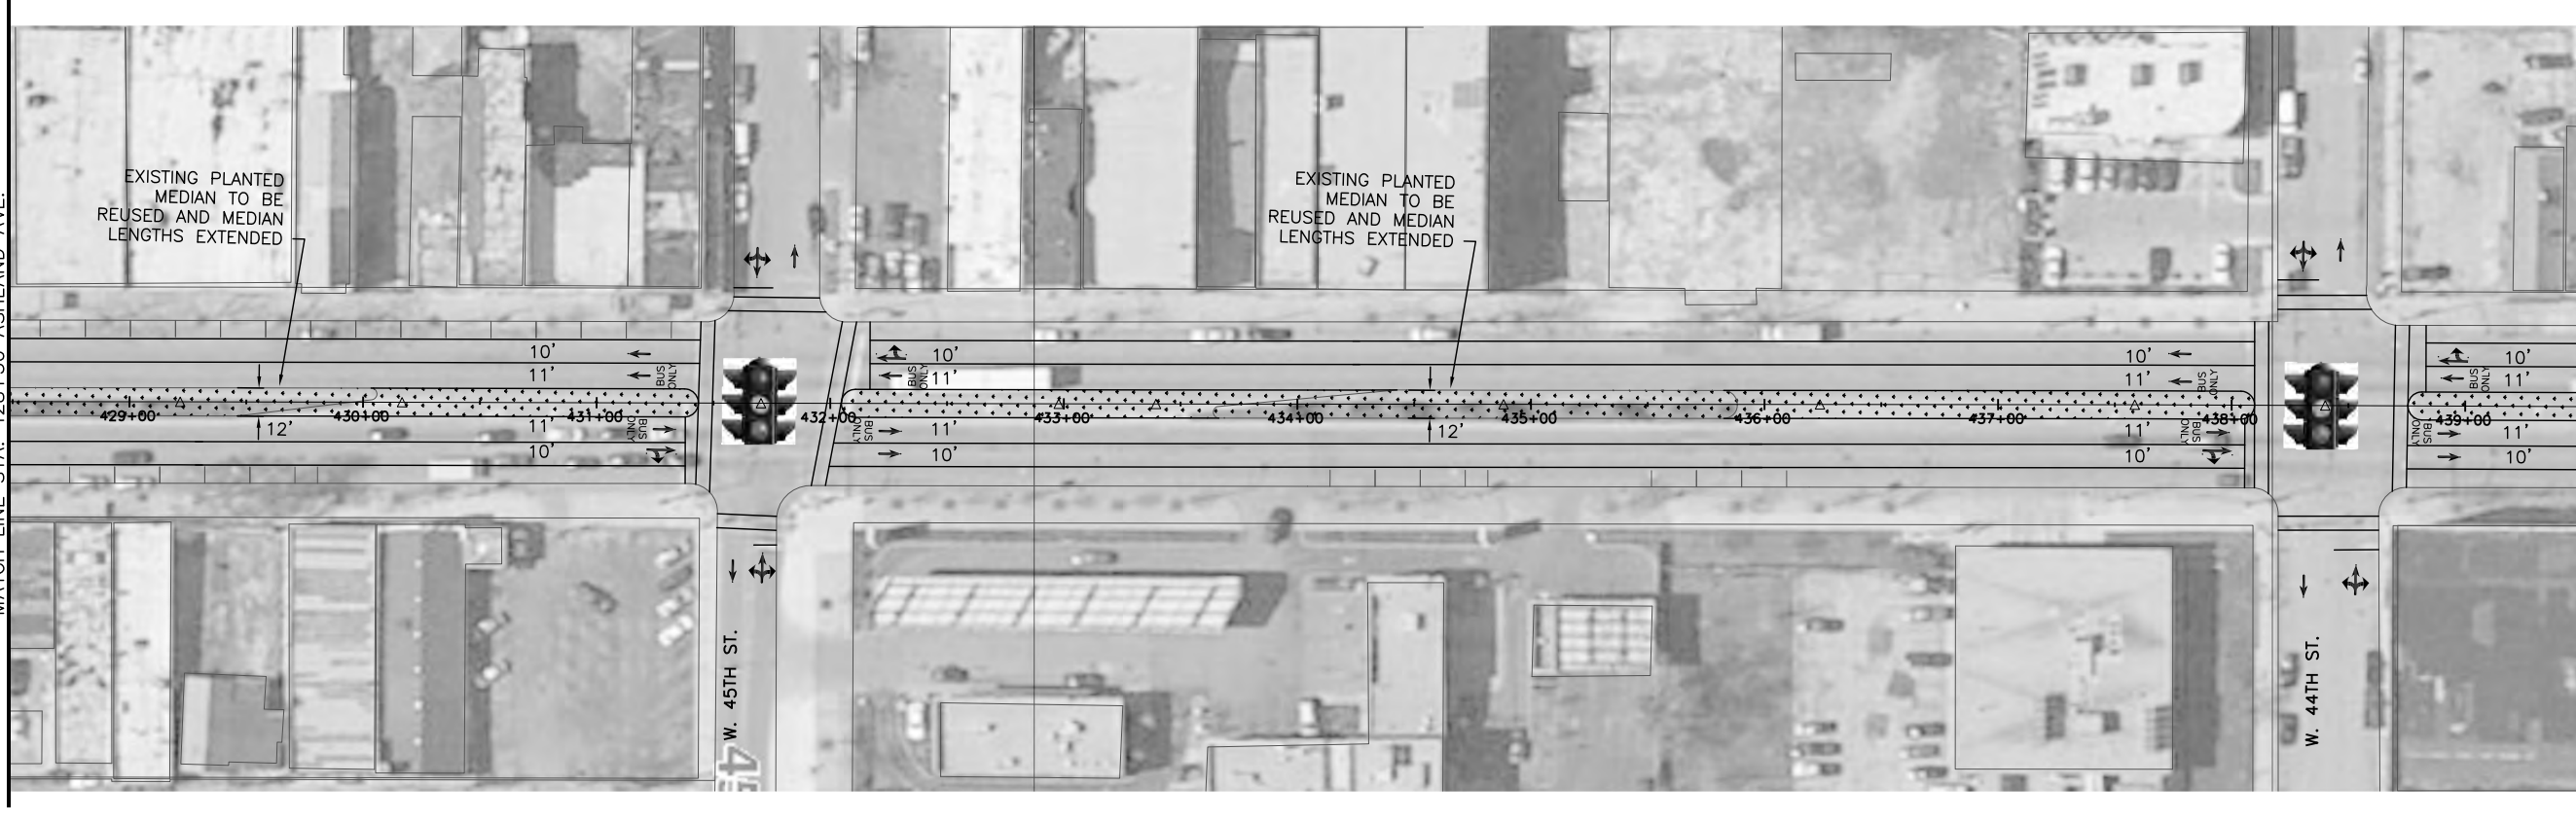 EXISTING PLANTED
MEDIAN TO BE
REUSED AND MEDIAN
LENGTHS EXTENDED
EXISTING PLANTED
MEDIAN TO BE
REUSED AND MEDIAN
LENGTHS EXTENDED
10'
11'
BUS
ONLY
10'
11'
BUS
ONLY
10'
11'
BUS
ONLY
10'
11'
BUS
ONLY
429+00
430+00
431+00
432+00
433+00
434+00
435+00
436+00
437+00
438+00
439+00
12'
11'
10'
BUS
ONLY
BUS
ONLY
11'
10'
12'
11'
10'
BUS
ONLY
BUS
ONLY
11'
10'
W. 45TH ST.
W. 44TH ST.